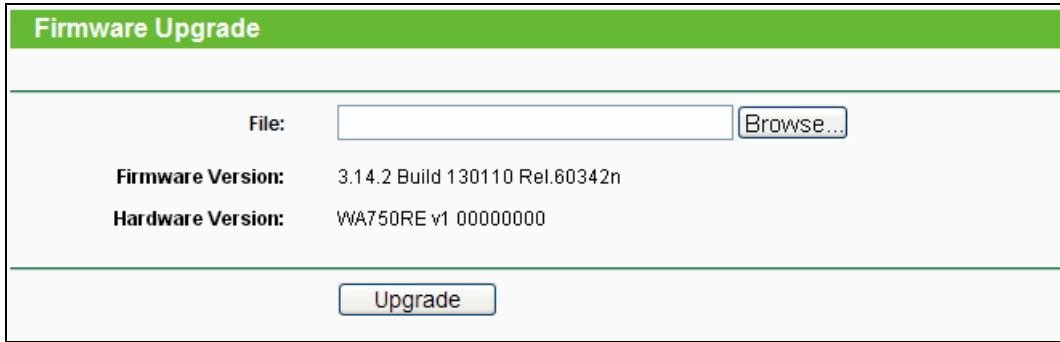 Firmware Upgrade
File: Browse...
Firmware Version: 3.14.2 Build 130110 Rel.60342n
Hardware Version: WA750RE v1 00000000
Upgrade